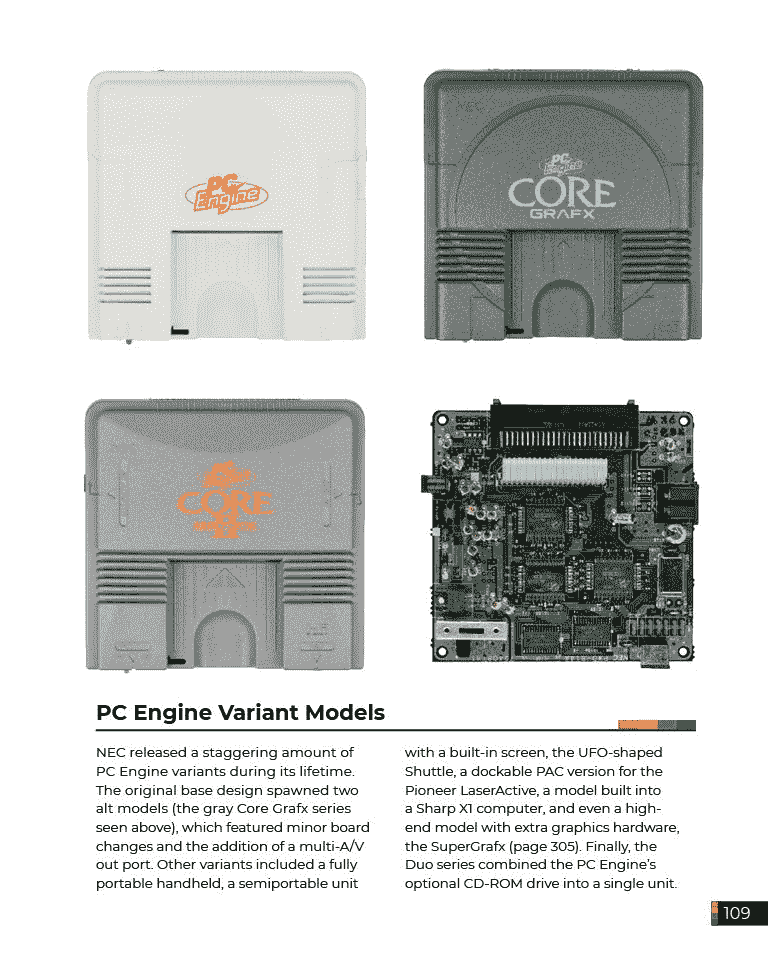 PC
Engine
PC
Engine
CORE
GRAFX
CORE
II
PC Engine Variant Models
NEC released a staggering amount of
PC Engine variants during its lifetime.
The original base design spawned two
alt models (the gray Core Grafx series
seen above), which featured minor board
changes and the addition of a multi-A/V
out port. Other variants included a fully
portable handheld, a semiportable unit
with a built-in screen, the UFO-shaped
Shuttle, a dockable PAC version for the
Pioneer LaserActive, a model built into
a Sharp X1 computer, and even a high-
end model with extra graphics hardware,
the SuperGrafx (page 305). Finally, the
Duo series combined the PC Engine’s
optional CD-ROM drive into a single unit.
109